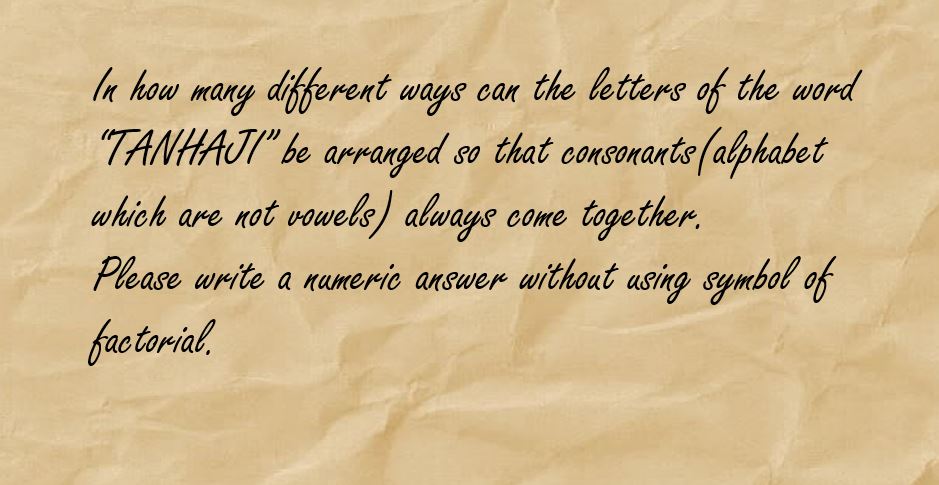 In how many different ways can the letters of the word
"TANHAJI" be arranged so that consonants(alphabet
which are not vowels) always come together.
Please write a numeric answer without using symbol of
factorial.